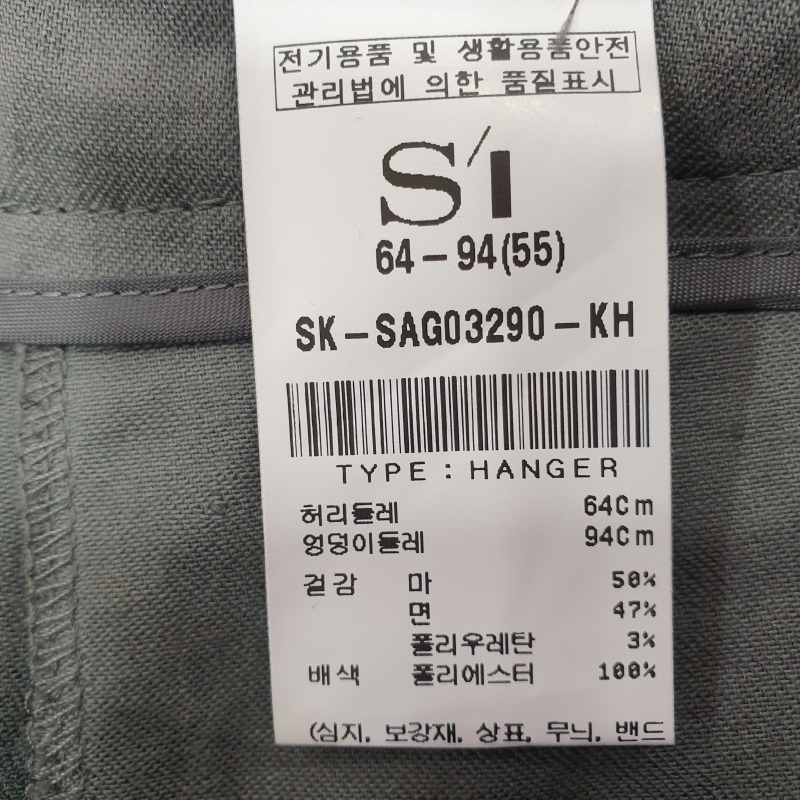 전기용품 및 생활용품안전
관리법에 의한 품질표시
S'I
64-94(55)
SK-SAG03290-KH
TYPE : HANGER
허리둘레 64Cm
엉덩이둘레 94Cm
겉감 마 50%
면 47%
폴리우레탄 3%
배색 폴리에스터 100%
(심지, 보강재, 상표, 무늬, 밴드